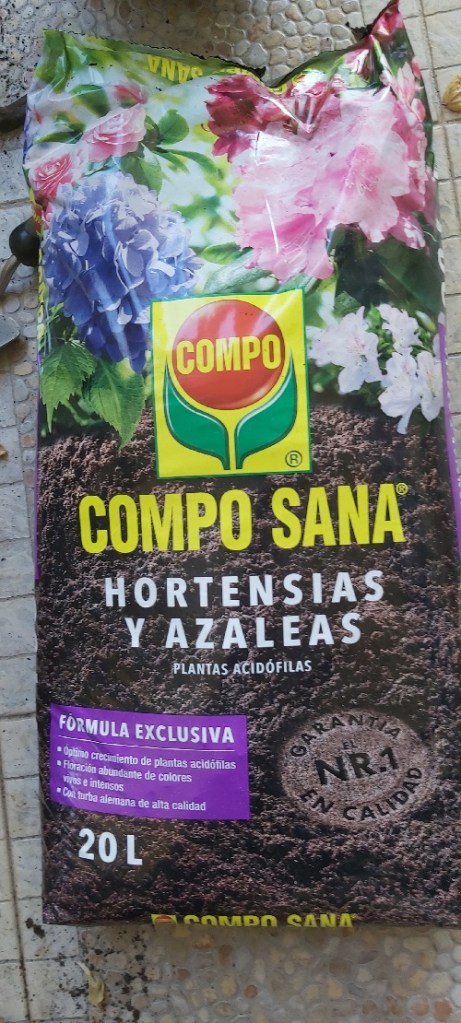 COMPO
®
COMPO SANA®
HORTENSIAS
Y AZALEAS
PLANTAS ACIDÓFILAS
FÓRMULA EXCLUSIVA
▪ Óptimo crecimiento de plantas acidófilas
▪ Floración abundante de colores
vivos e intensos
▪ Con turba alemana de alta calidad
GARANTIA
NR.1
EN CALIDAD
20 L
COMPO SANA